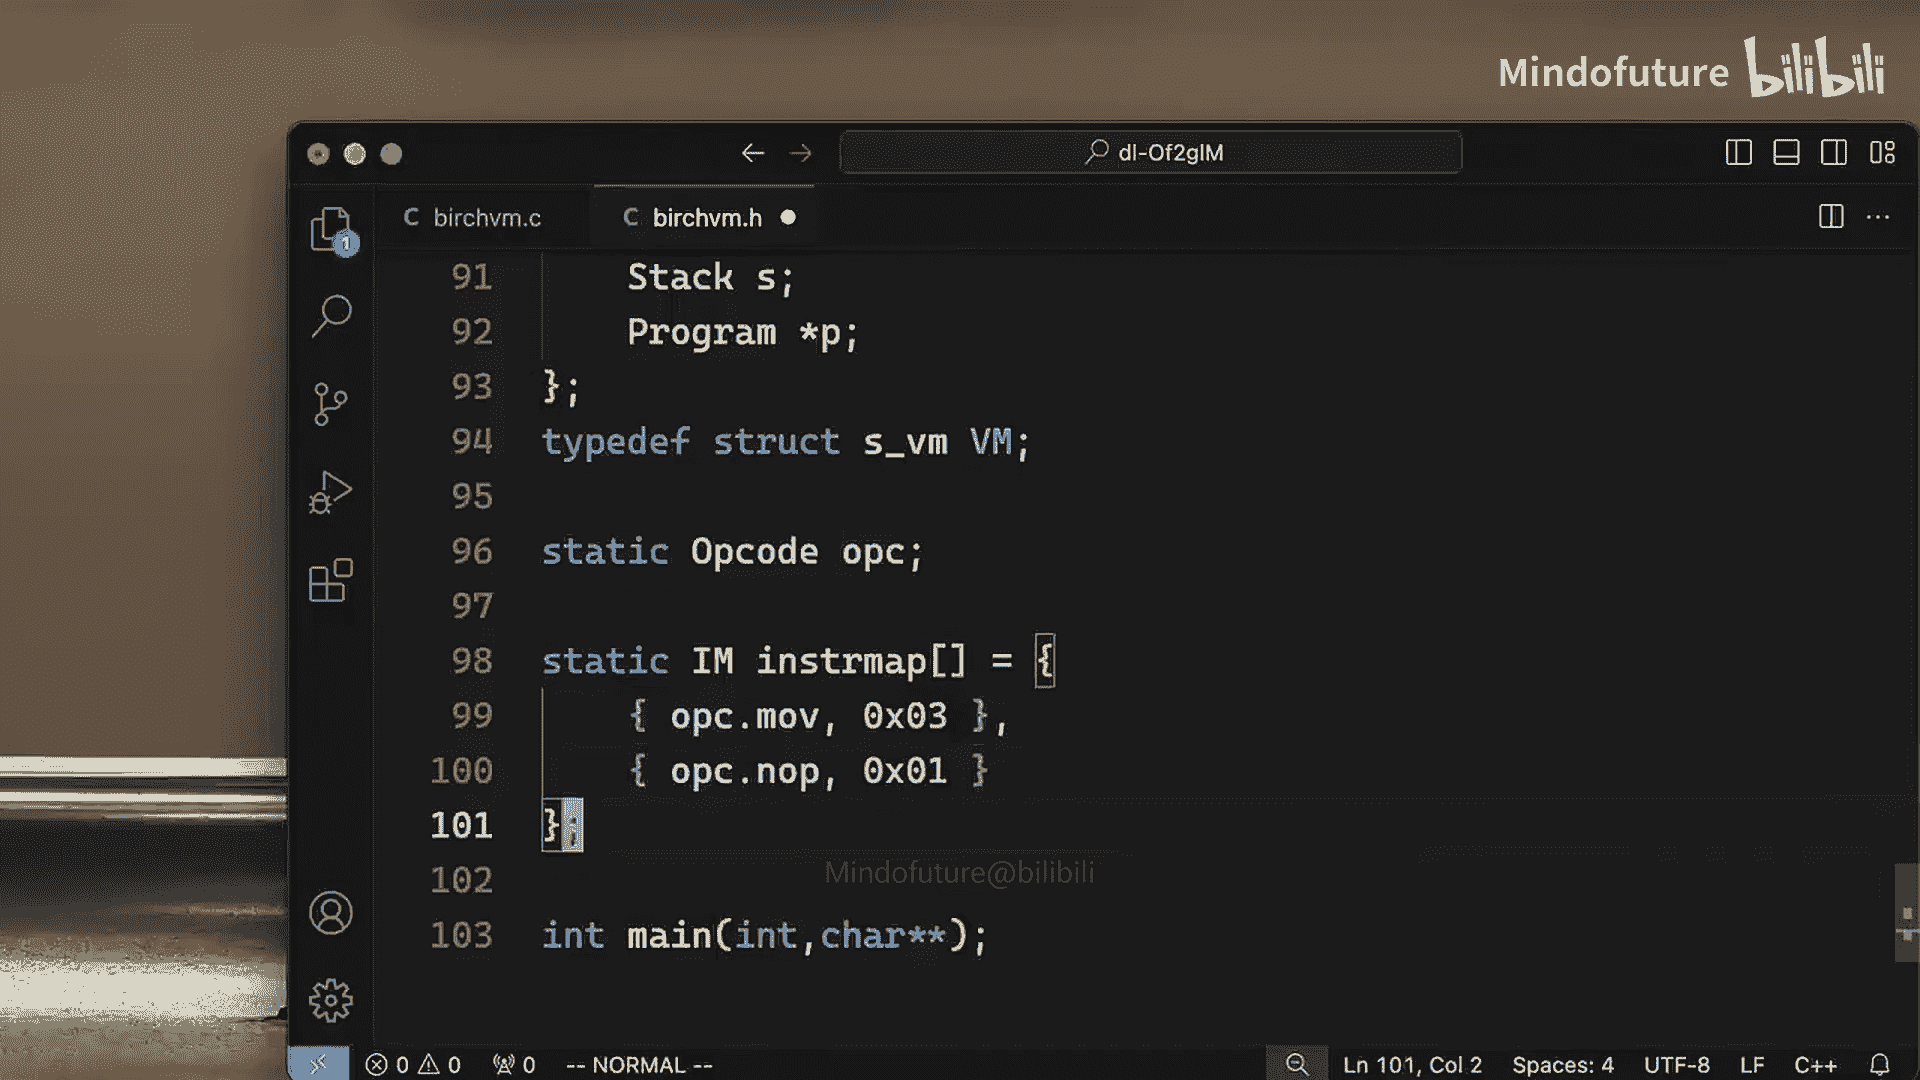 Mindofuture bilibili
dl-Of2glM
C birchvm.c C birchvm.h
1
91 Stack s;
92 Program *p;
93 };
94 typedef struct s_vm VM;
95
96 static Opcode opc;
97
98 static IM instrmap[] = {
99 { opc.mov, 0x03 },
100 { opc.nop, 0x01 }
101 };
Mindofuture@bilibili
102
103 int main(int,char**);
0 0 0 -- NORMAL -- Ln 101, Col 2 Spaces: 4 UTF-8 LF C++